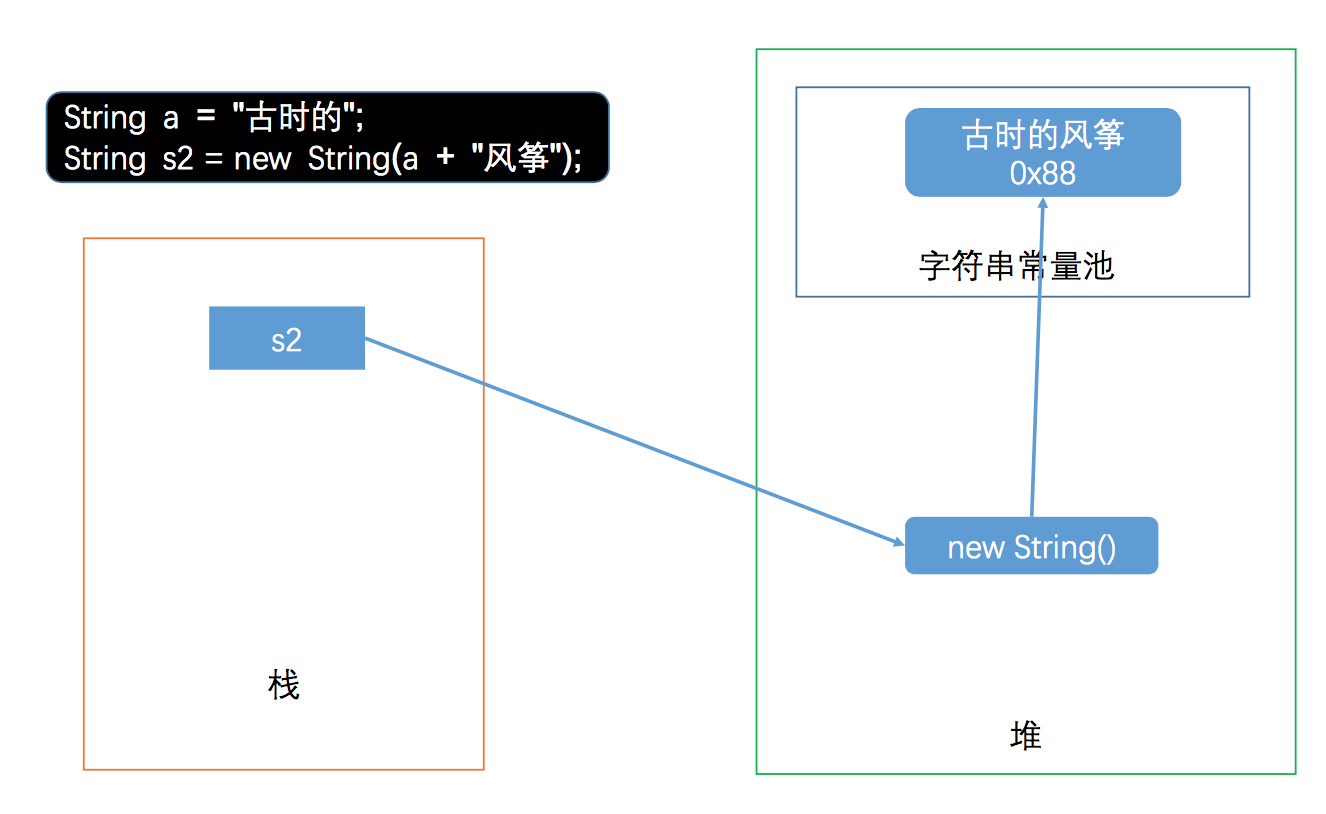 String a = "古时的";
String s2 = new String(a + "风筝");
古时的风筝
0x88
字符串常量池
s2
new String()
栈
堆